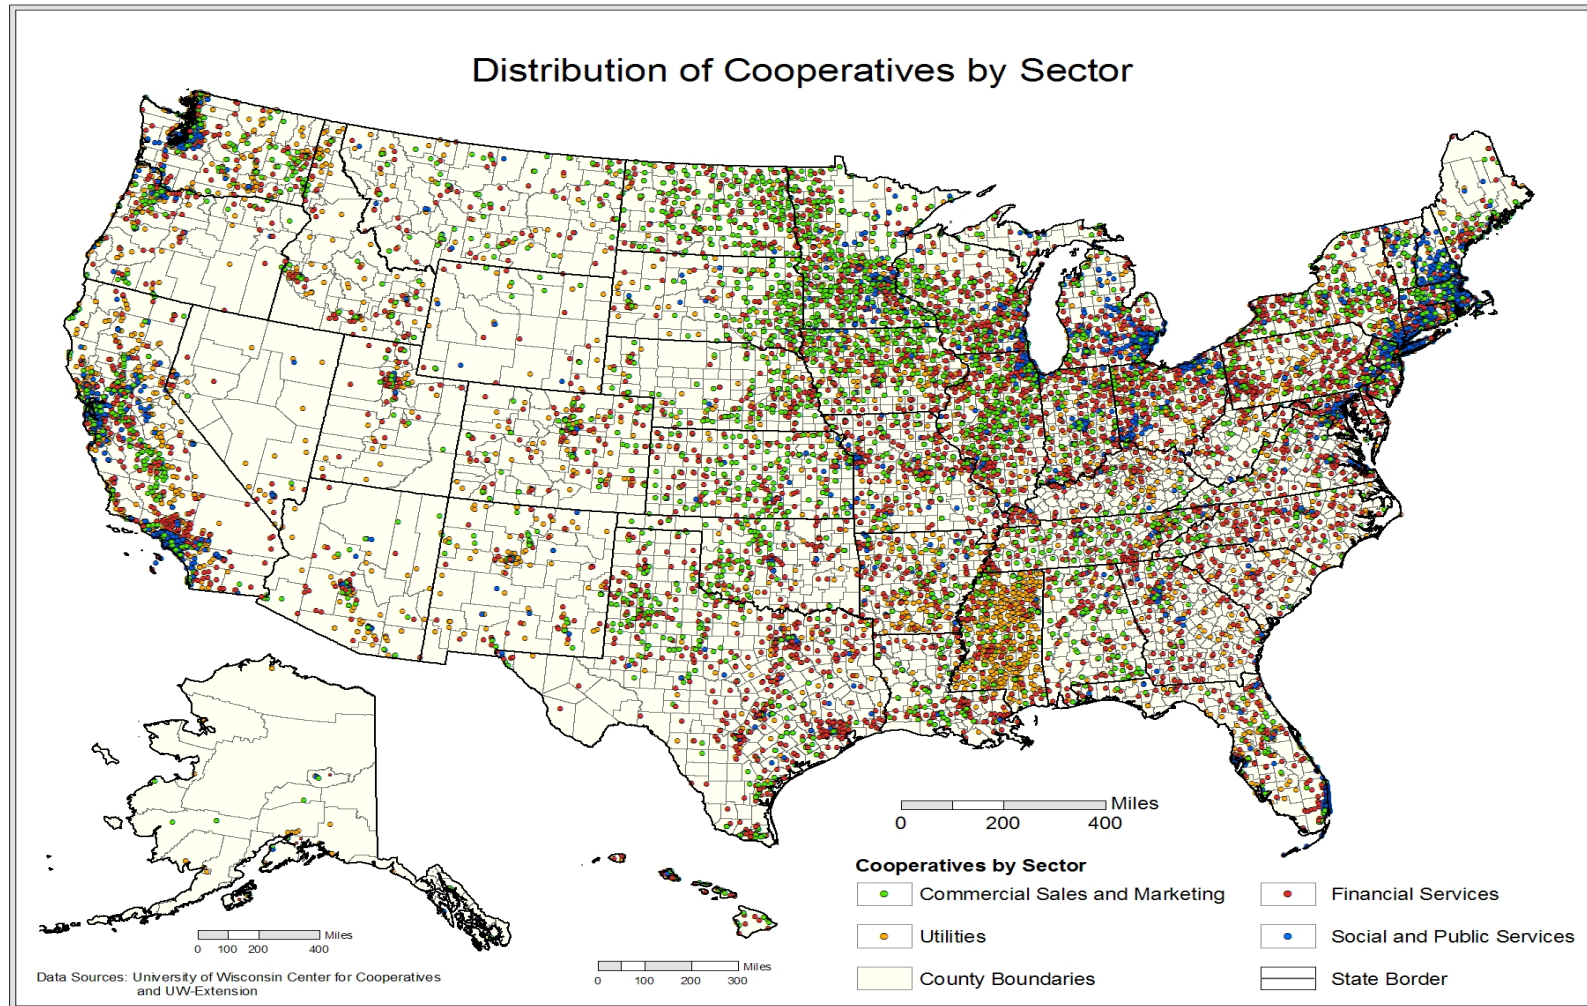 Distribution of Cooperatives by Sector
Miles
0 200 400
Cooperatives by Sector
Commercial Sales and Marketing
Financial Services
Utilities
Social and Public Services
County Boundaries
State Border
Miles
0 100 200 400
Miles
0 100 200 300
Data Sources: University of Wisconsin Center for Cooperatives
and UW-Extension